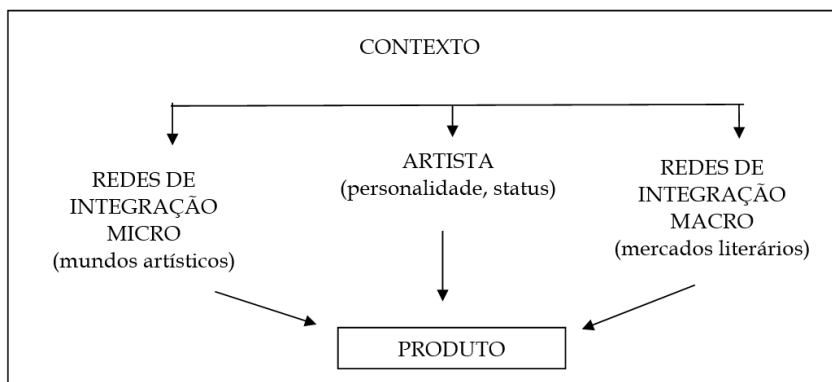 CONTEXTO
REDES DE
INTEGRAÇÃO
MICRO
(mundos artísticos)
ARTISTA
(personalidade, status)
REDES DE
INTEGRAÇÃO
MACRO
(mercados literários)
PRODUTO